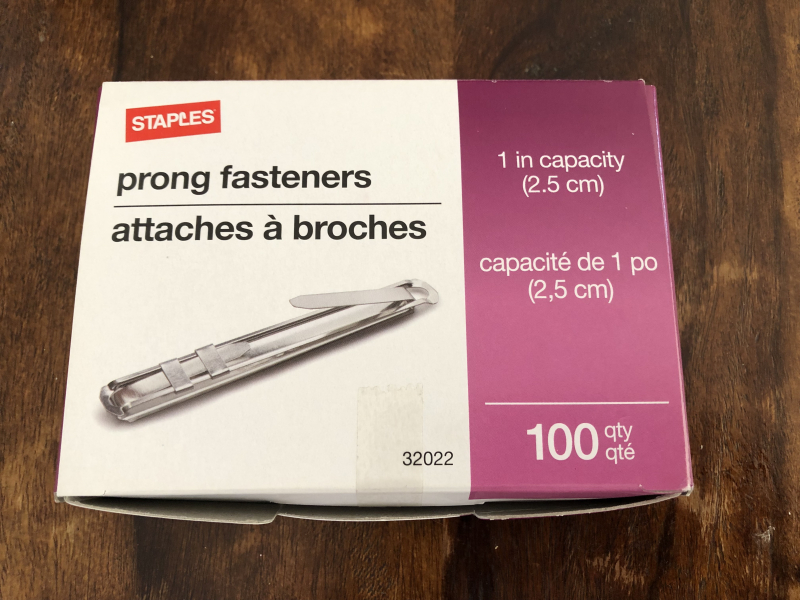 STAPLES
prong fasteners
attaches à broches
32022
1 in capacity
(2.5 cm)
capacité de 1 po
(2,5 cm)
100 qty
qté